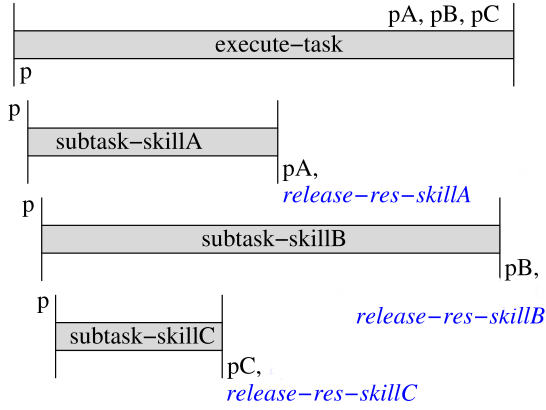 pA, pB, pC
execute−task
p
p
subtask−skillA
pA,
release−res−skillA
p
subtask−skillB
pB,
release−res−skillB
p
subtask−skillC
pC,
release−res−skillC